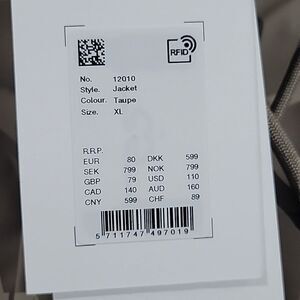 RFID
No. 12010
Style. Jacket
Colour. Taupe
Size. XL
R.R.P.
EUR 80 DKK 599
SEK 799 NOK 799
GBP 79 USD 110
CAD 140 AUD 160
CNY 599 CHF 89
5 711747 497019